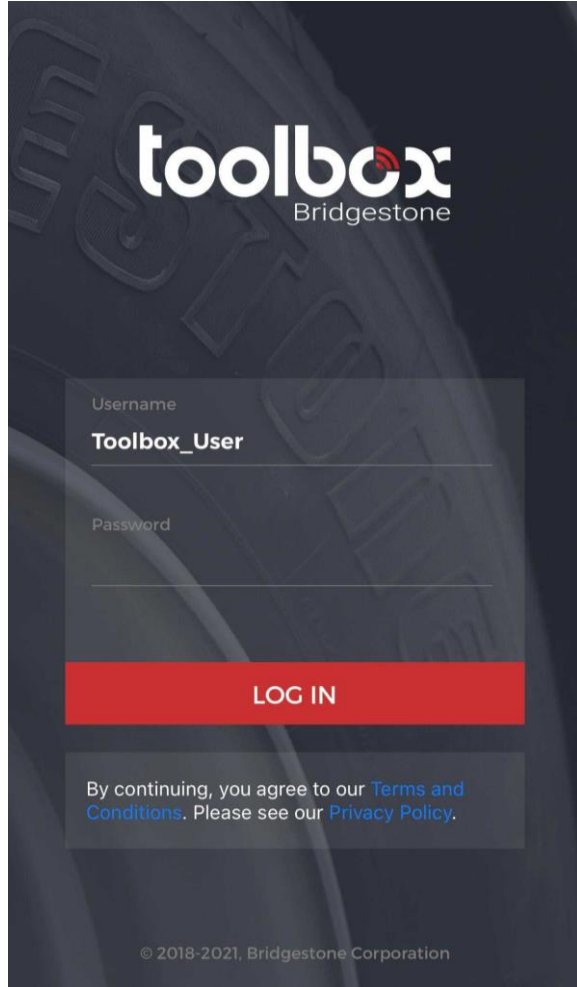 toolbox
Bridgestone
Username
Toolbox_User
Password
LOG IN
By continuing, you agree to our Terms and
Conditions. Please see our Privacy Policy.
© 2018-2021, Bridgestone Corporation
ESTONE